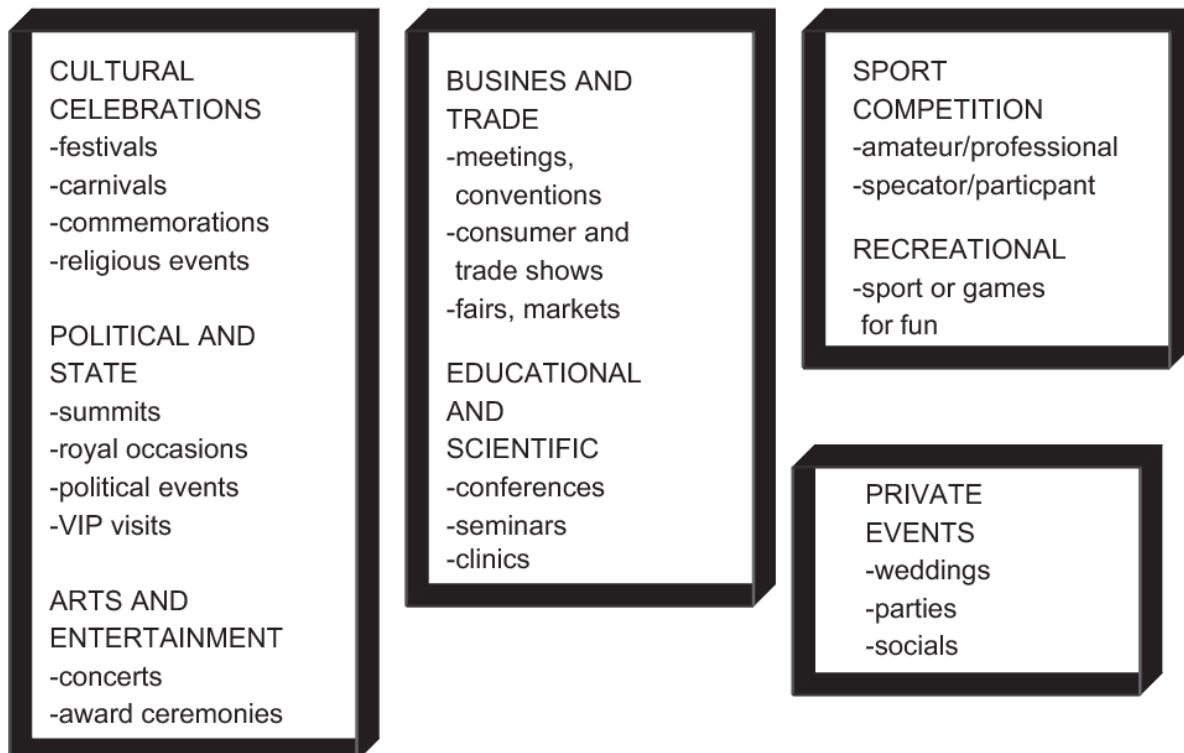 CULTURAL
CELEBRATIONS
-festivals
-carnivals
-commemorations
-religious events
POLITICAL AND
STATE
-summits
-royal occasions
-political events
-VIP visits
ARTS AND
ENTERTAINMENT
-concerts
-award ceremonies
BUSINES AND
TRADE
-meetings,
conventions
-consumer and
trade shows
-fairs, markets
EDUCATIONAL
AND
SCIENTIFIC
-conferences
-seminars
-clinics
SPORT
COMPETITION
-amateur/professional
-specator/particpant
RECREATIONAL
-sport or games
for fun
PRIVATE
EVENTS
-weddings
-parties
-socials